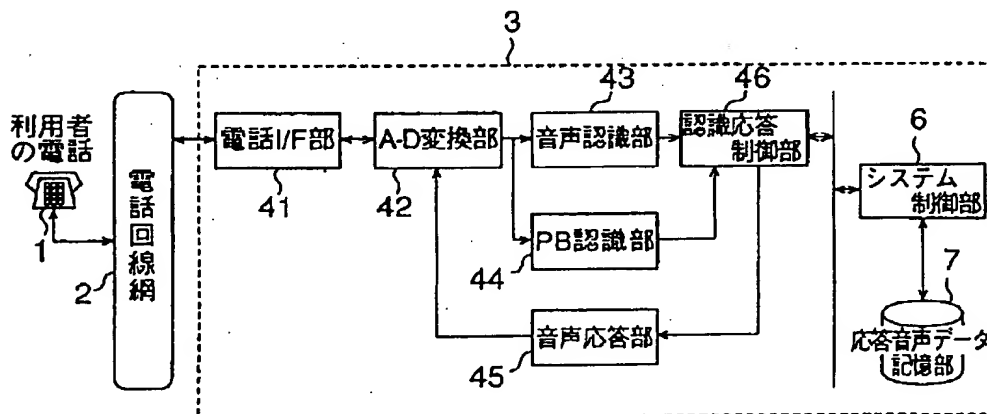 3
利用者
の電話
1
電話回線網
2
電話I/F部
41
A-D変換部
42
43
音声認識部
46
認識応答
制御部
PB認識部
44
音声応答部
45
6
システム
制御部
7
応答音声データ
記憶部